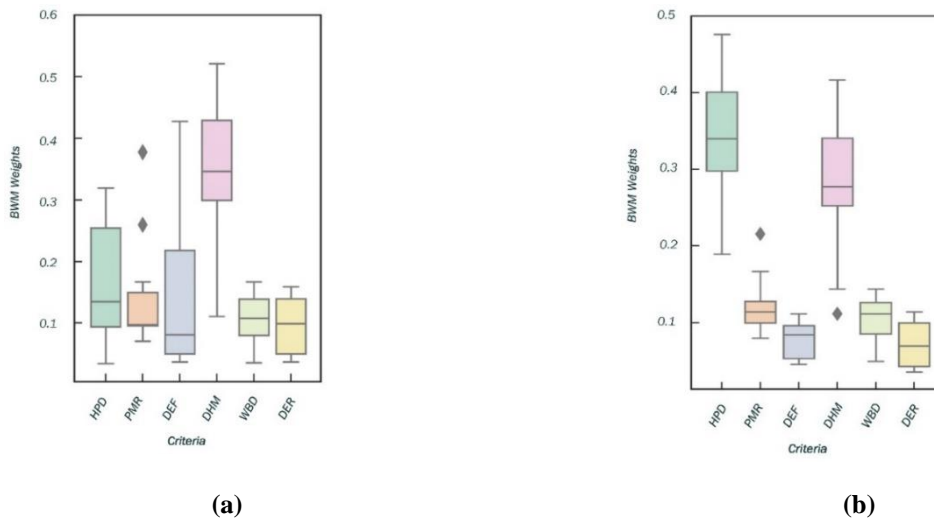 0.6
0.5
0.4
0.3
0.2
0.1
BWM Weights
HPD
PMR
DEF
DHM
WBD
DER
Criteria
(a)
0.5
0.4
0.3
0.2
0.1
BWM Weights
HPD
PMR
DEF
DHM
WBD
DER
Criteria
(b)